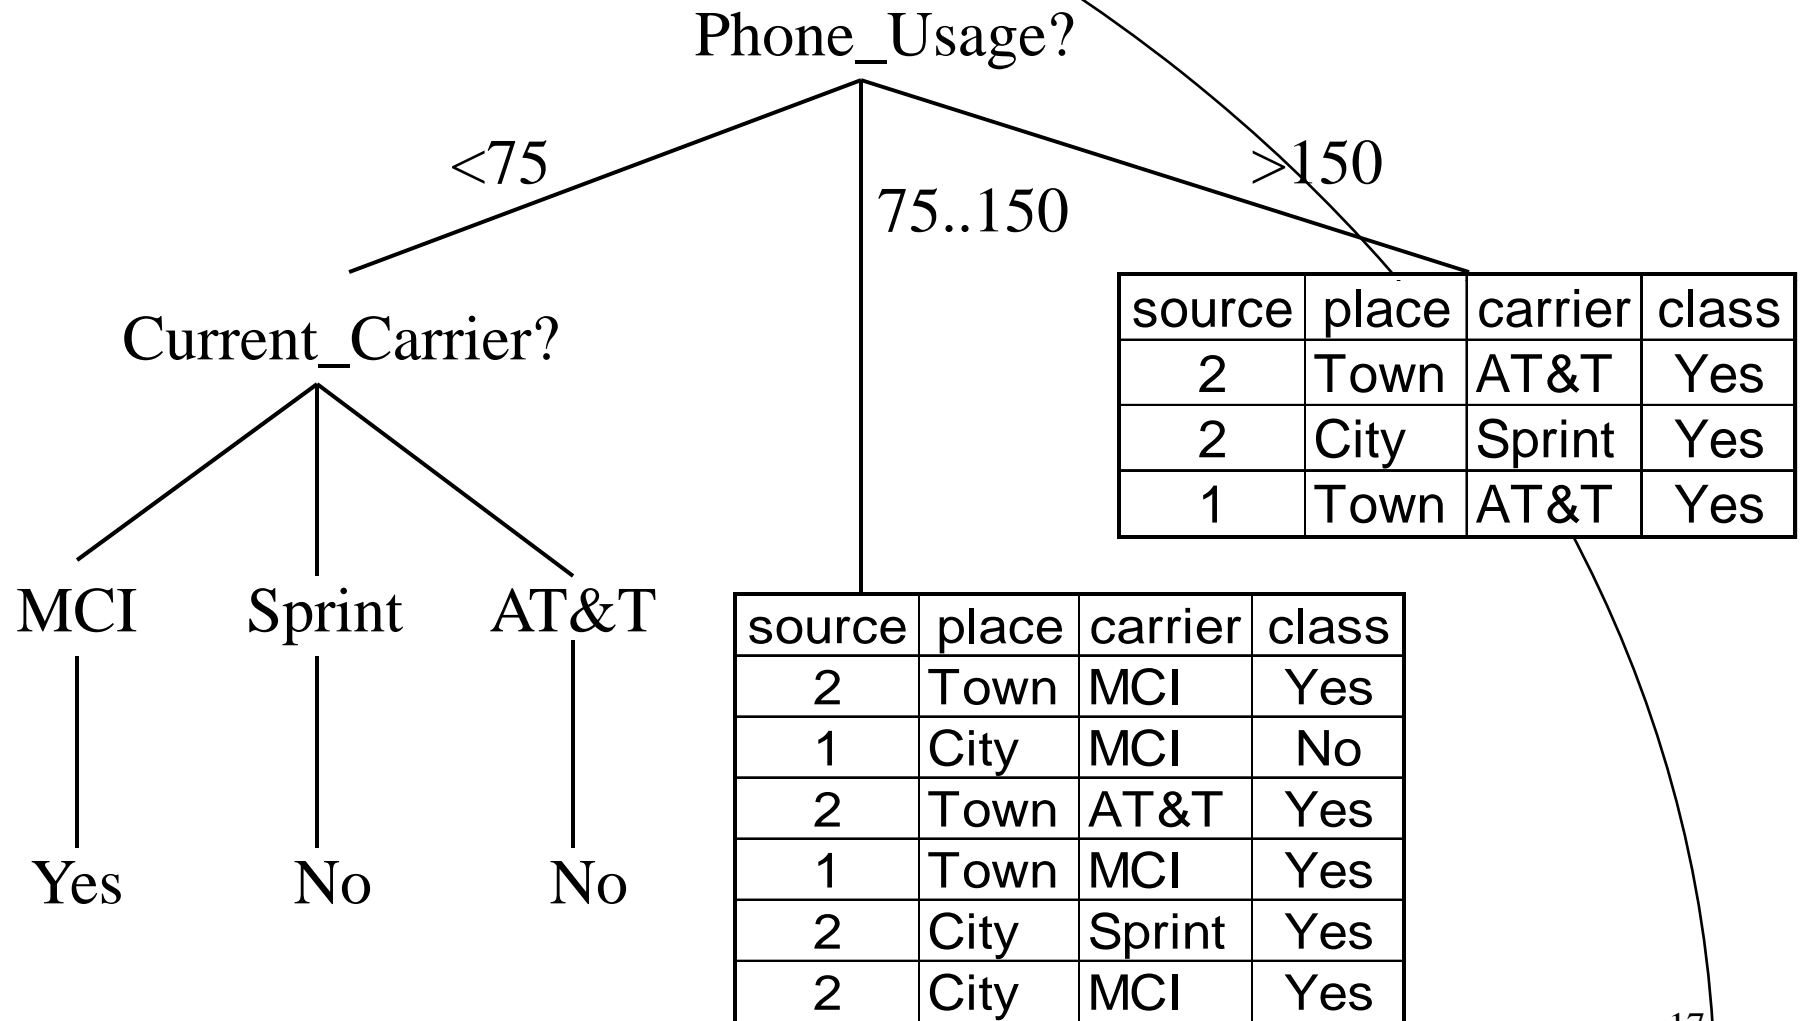 Phone_Usage?
<75
75..150
>150
Current_Carrier?
MCI Sprint AT&T
Yes No No
source place carrier class
2 Town AT&T Yes
2 City Sprint Yes
1 Town AT&T Yes
source place carrier class
2 Town MCI Yes
1 City MCI No
2 Town AT&T Yes
1 Town MCI Yes
2 City Sprint Yes
2 City MCI Yes
17